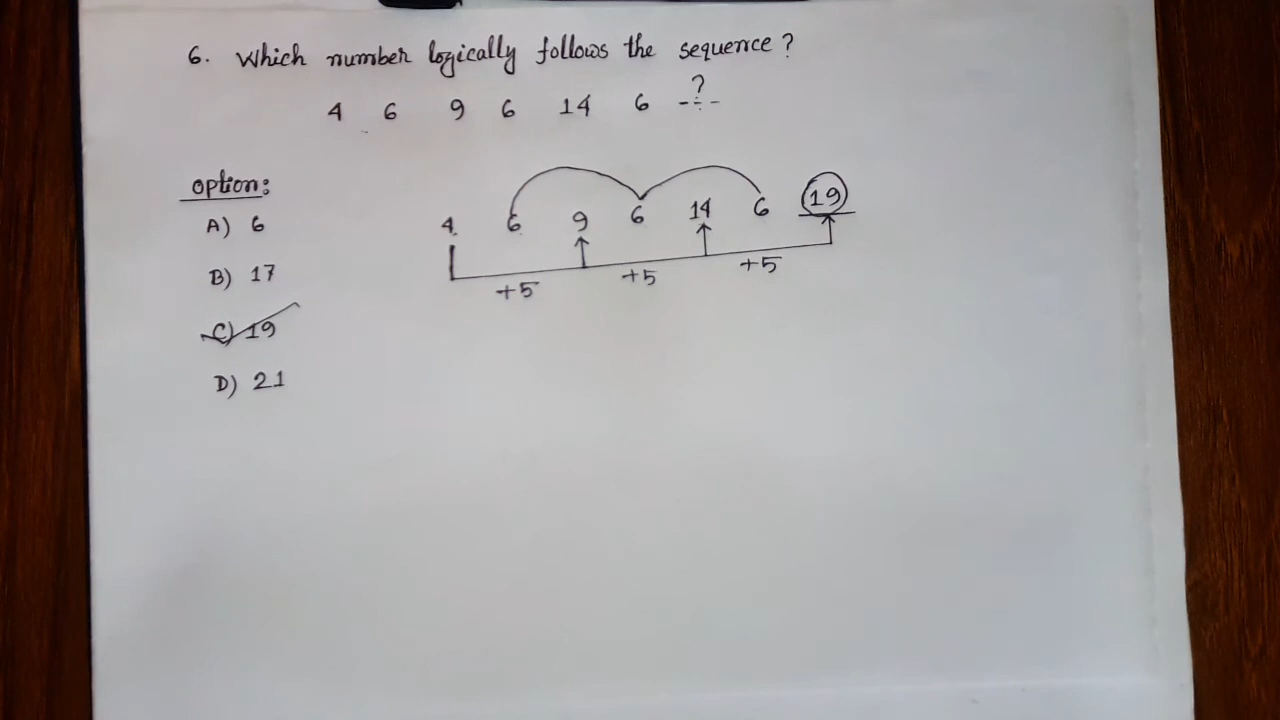 6. Which number logically follows the sequence?
4 6 9 6 14 6 --?--
option:
A) 6
B) 17
C) 19
D) 21
4 6 9 6 14 6 19
+5 +5 +5